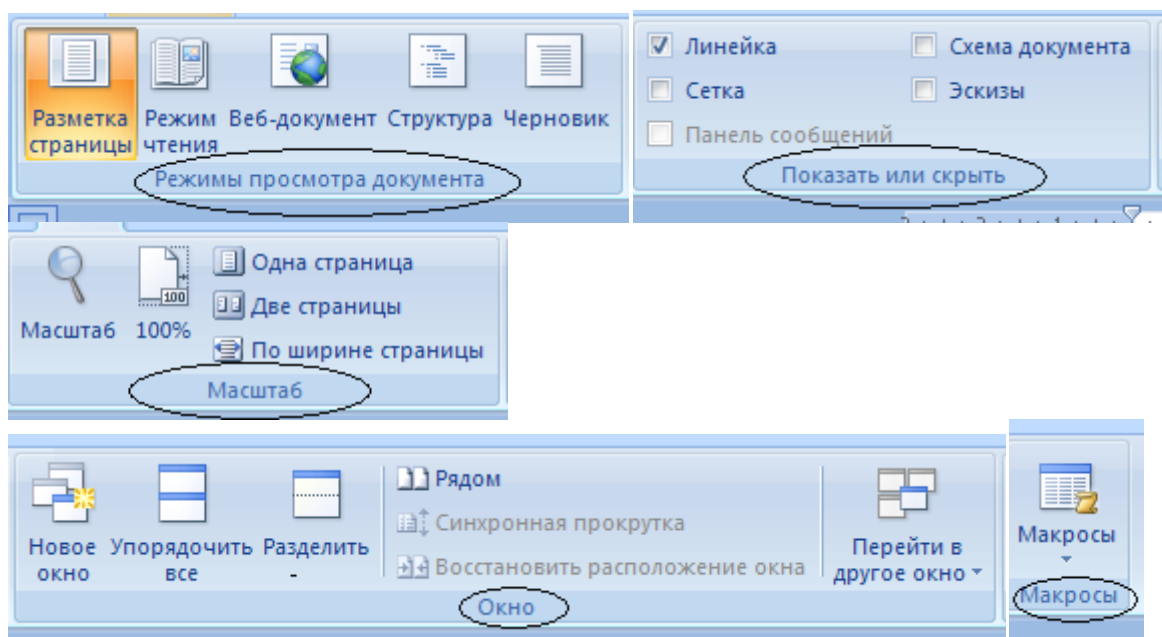 Разметка страницы
Режим чтения
Веб-документ
Структура
Черновик
Режимы просмотра документа
Линейка
Сетка
Панель сообщений
Схема документа
Эскизы
Показать или скрыть
Масштаб
100
100%
Одна страница
Две страницы
По ширине страницы
Масштаб
Новое окно
Упорядочить все
Разделить
Рядом
Синхронная прокрутка
Восстановить расположение окна
Перейти в другое окно
Окно
Макросы
Макросы